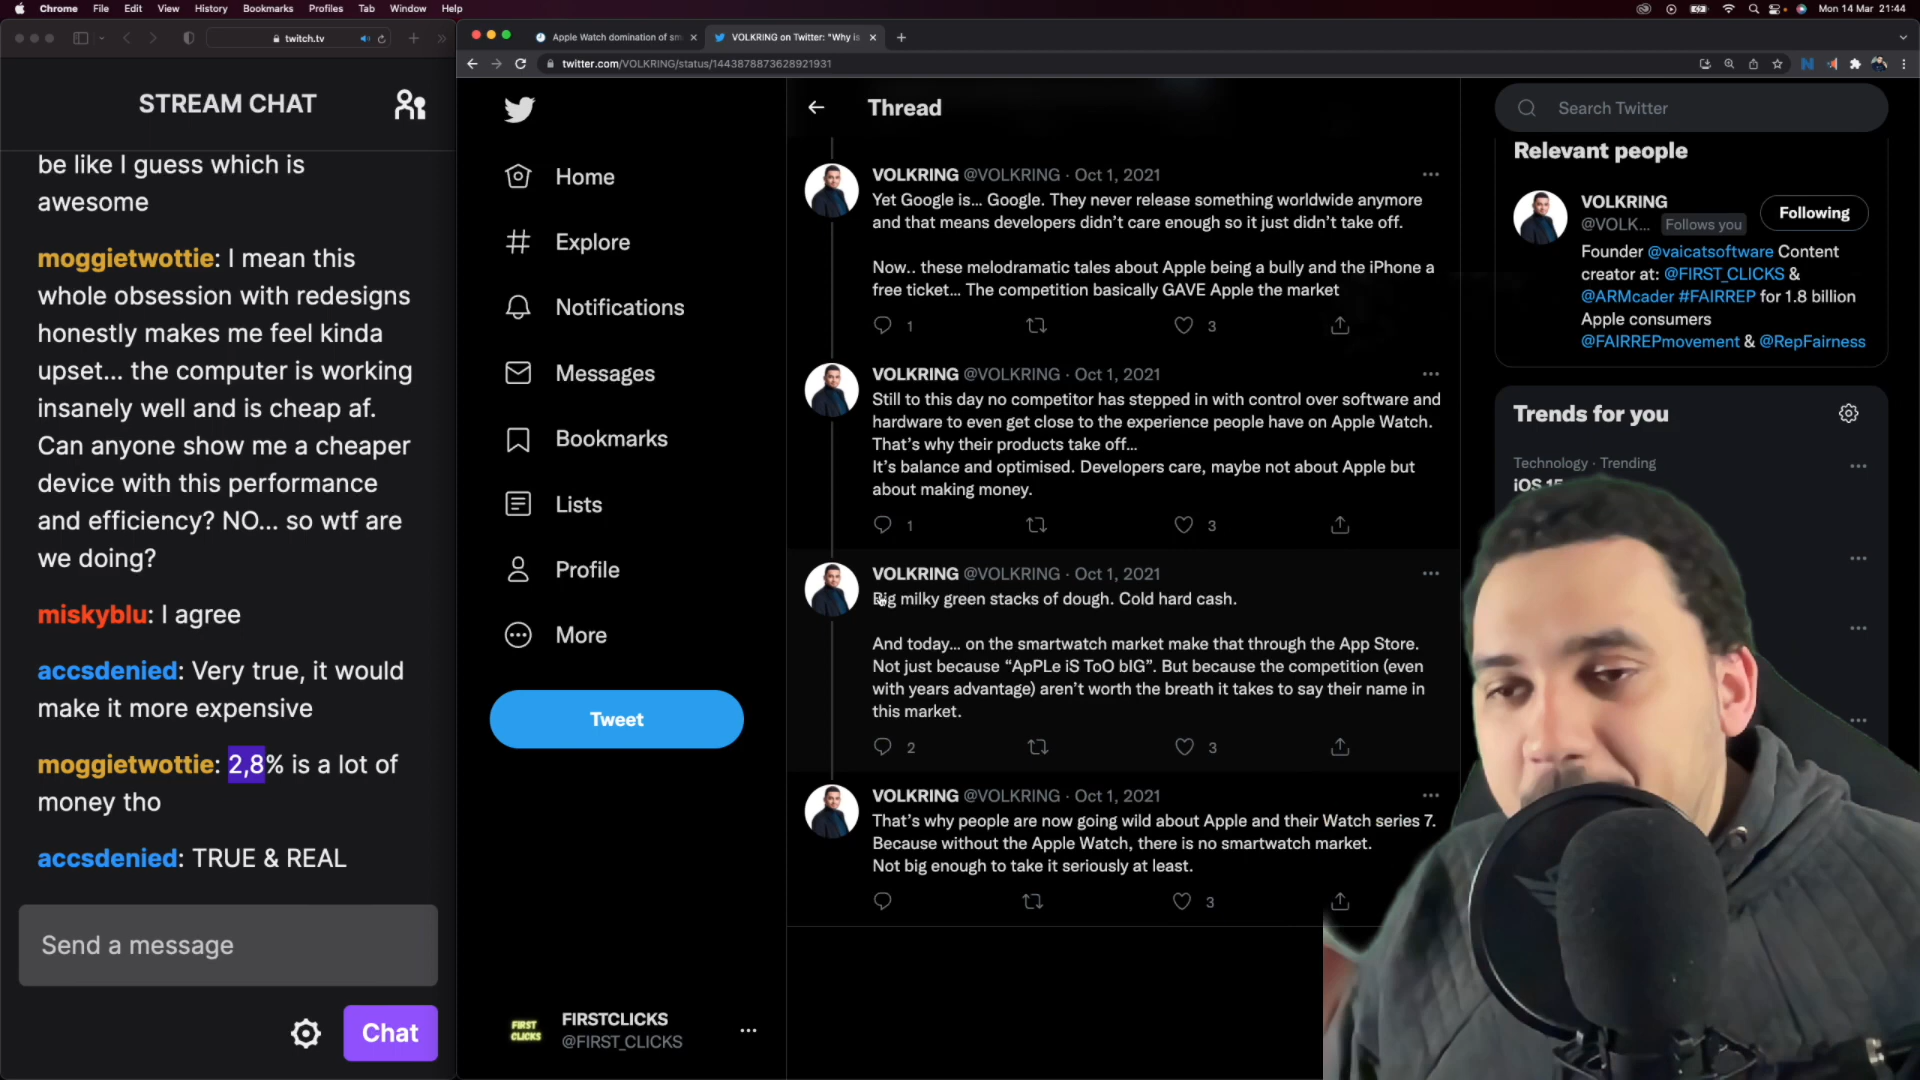 Chrome File Edit View History Bookmarks Profiles Tab Window Help
Mon 14 Mar 21:44
twitch.tv
STREAM CHAT
be like I guess which is
awesome
moggietwottie: I mean this
whole obsession with redesigns
honestly makes me feel kinda
upset... the computer is working
insanely well and is cheap af.
Can anyone show me a cheaper
device with this performance
and efficiency? NO... so wtf are
we doing?
miskyblu: I agree
accsdenied: Very true, it would
make it more expensive
moggietwottie: 2,8% is a lot of
money tho
accsdenied: TRUE & REAL
Send a message
Chat
Apple Watch domination of sm
VOLKRING on Twitter: "Why is
twitter.com/VOLKRING/status/1443878873628921931
Home
Explore
Notifications
Messages
Bookmarks
Lists
Profile
More
Tweet
FIRST
CLICKS
FIRSTCLICKS
@FIRST_CLICKS
Thread
VOLKRING @VOLKRING · Oct 1, 2021
Yet Google is... Google. They never release something worldwide anymore
and that means developers didn't care enough so it just didn't take off.
Now.. these melodramatic tales about Apple being a bully and the iPhone a
free ticket... The competition basically GAVE Apple the market
1 3
VOLKRING @VOLKRING · Oct 1, 2021
Still to this day no competitor has stepped in with control over software and
hardware to even get close to the experience people have on Apple Watch.
That's why their products take off...
It's balance and optimised. Developers care, maybe not about Apple but
about making money.
1 3
VOLKRING @VOLKRING · Oct 1, 2021
Big milky green stacks of dough. Cold hard cash.
And today... on the smartwatch market make that through the App Store.
Not just because “ApPLe iS ToO bIG”. But because the competition (even
with years advantage) aren't worth the breath it takes to say their name in
this market.
2 3
VOLKRING @VOLKRING · Oct 1, 2021
That's why people are now going wild about Apple and their Watch series 7.
Because without the Apple Watch, there is no smartwatch market.
Not big enough to take it seriously at least.
3
Search Twitter
Relevant people
VOLKRING
@VOLK... Follows you
Following
Founder @vaicatsoftware Content
creator at: @FIRST_CLICKS &
@ARMcader #FAIRREP for 1.8 billion
Apple consumers
@FAIRREPmovement & @RepFairness
Trends for you
Technology · Trending
iOS 15